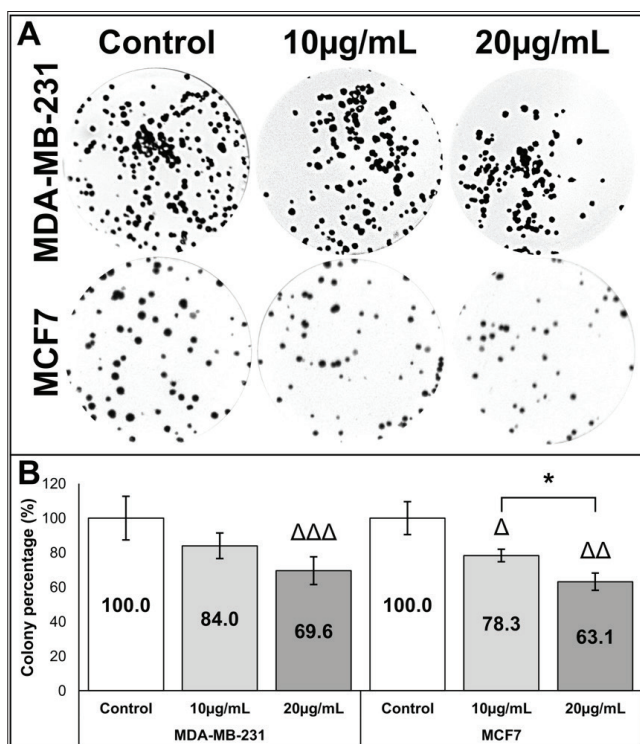 A
Control 10µg/mL 20µg/mL
MDA-MB-231
MCF7
B
Colony percentage (%)
120
100
80
60
40
20
0
*
ΔΔΔ
Δ
ΔΔ
100.0 84.0 69.6 100.0 78.3 63.1
Control 10µg/mL 20µg/mL Control 10µg/mL 20µg/mL
MDA-MB-231 MCF7